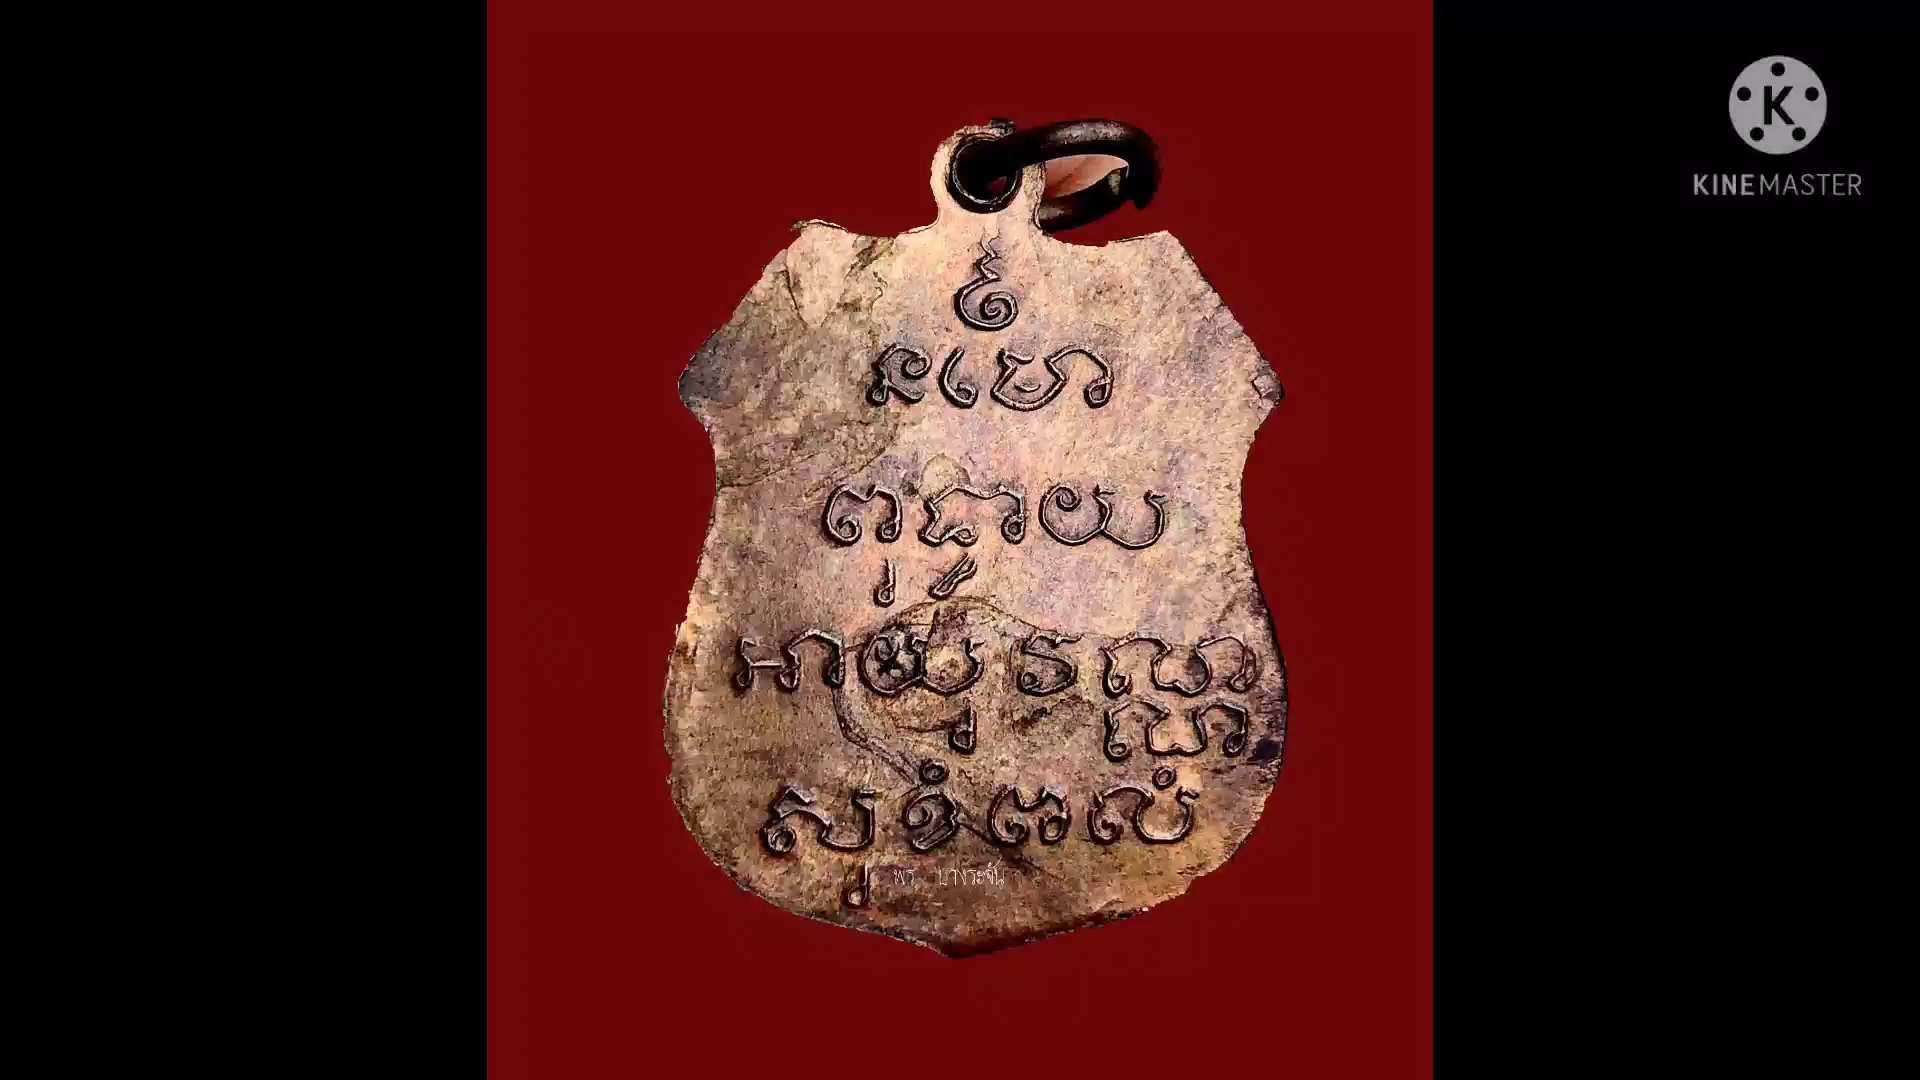 K
KINEMASTER
នមោ
ពុទ្ធាយ
អាយុវណ្ណ
សុខំពលំ
พร บางระจัน